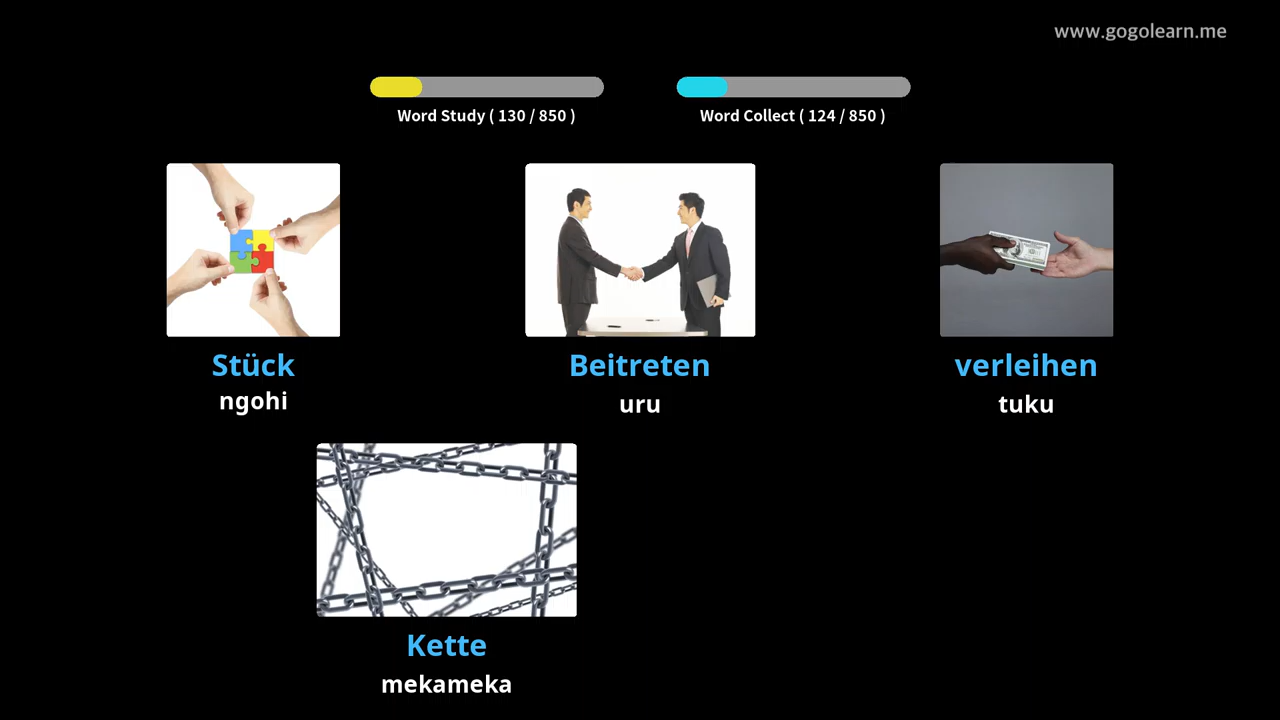 www.gogolearn.me
Word Study ( 130 / 850 )
Word Collect ( 124 / 850 )
Stück
ngohi
Beitreten
uru
verleihen
tuku
Kette
mekameka